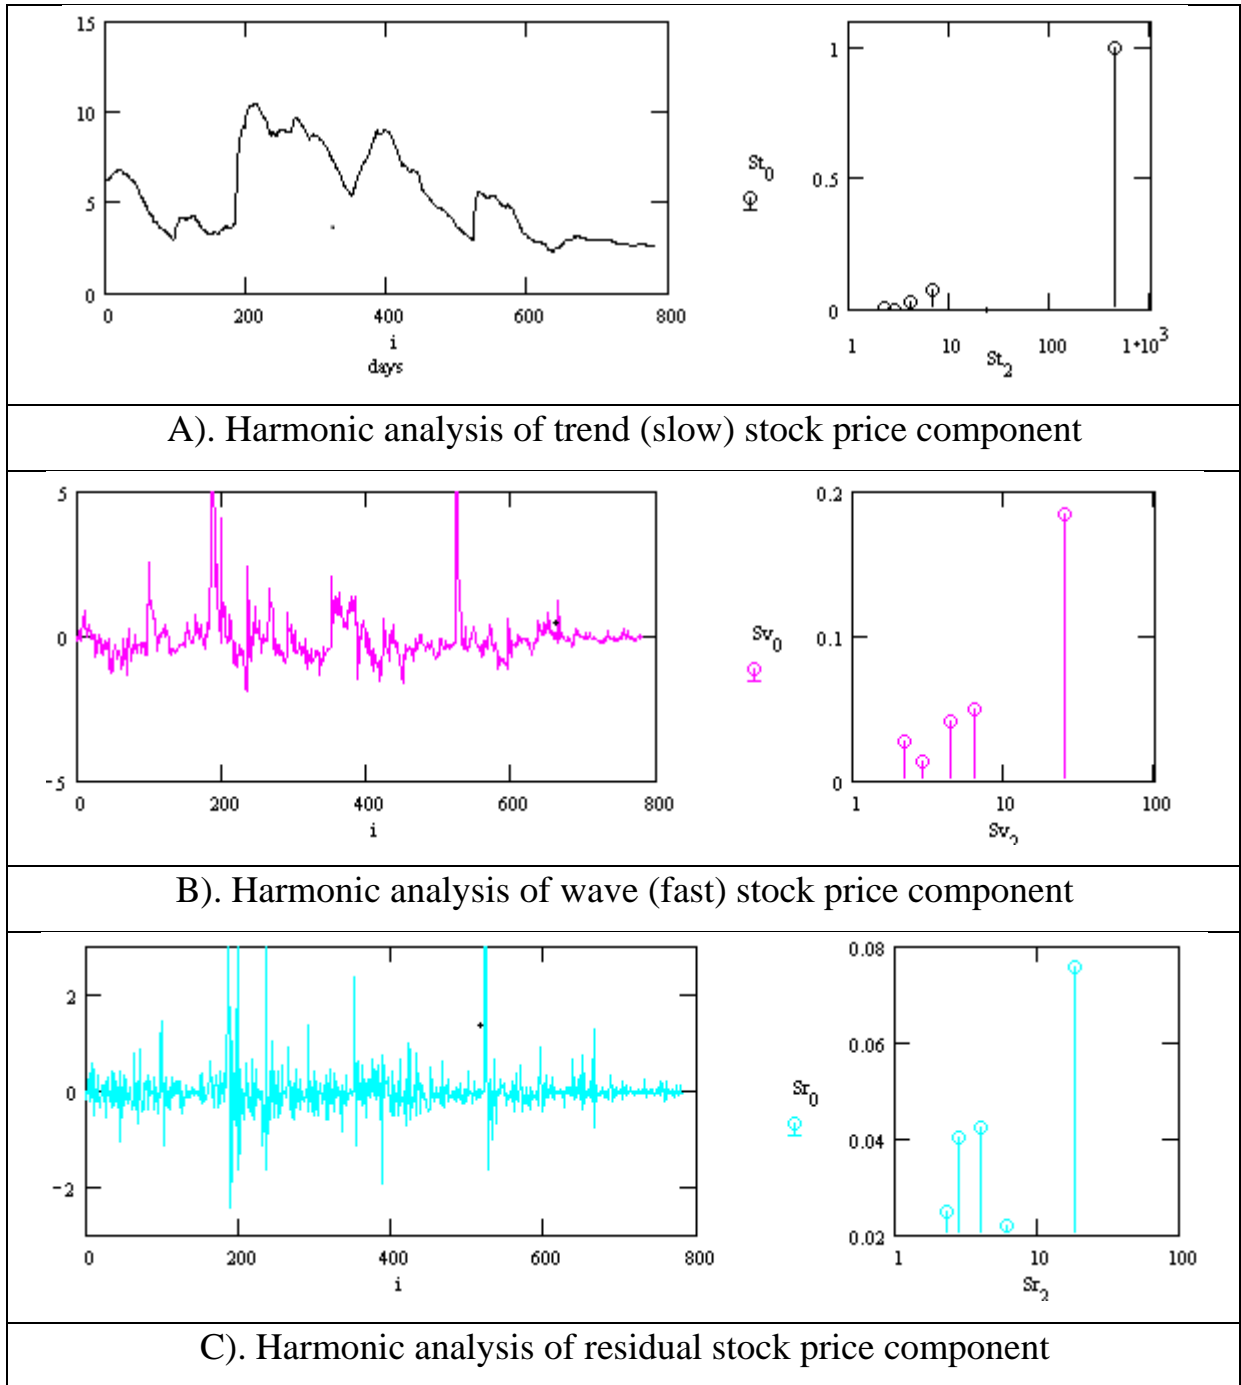 15
10
5
0
0 200 400 600 800
i
days
St0
1
0.5
0
1 10 100 1•10^3
St2
A). Harmonic analysis of trend (slow) stock price component
5
0
-5
0 200 400 600 800
i
Sv0
0.2
0.1
0
1 10 100
Sv2
B). Harmonic analysis of wave (fast) stock price component
2
0
-2
0 200 400 600 800
i
Sr0
0.08
0.06
0.04
0.02
1 10 100
Sr2
C). Harmonic analysis of residual stock price component